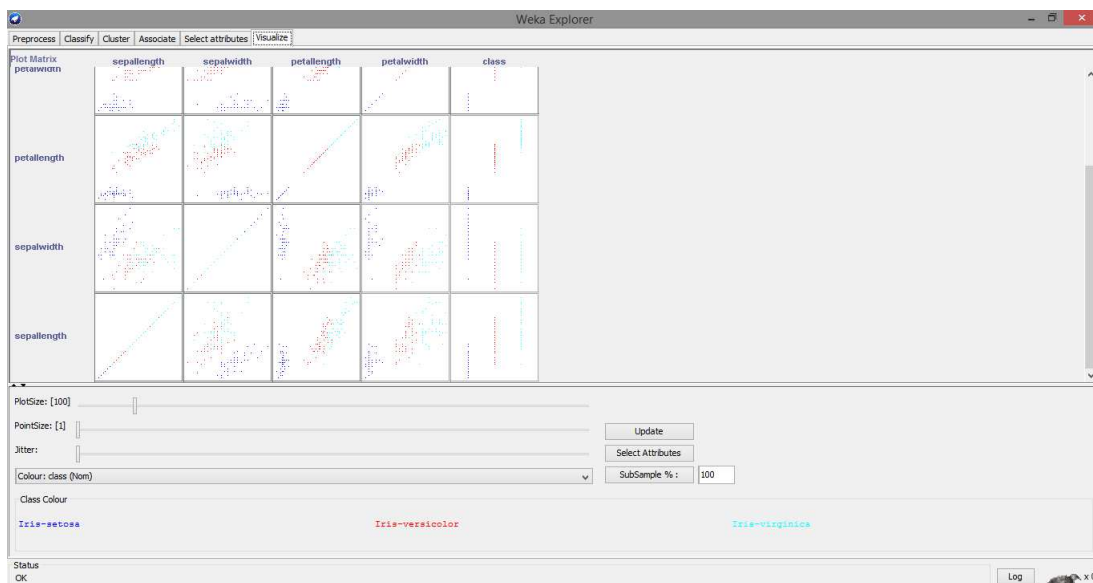 Weka Explorer
Preprocess Classify Cluster Associate Select attributes Visualize
Plot Matrix sepallength sepalwidth petallength petalwidth class
petalwidth
petallength
sepalwidth
sepallength
PlotSize: [100]
PointSize: [1]
Jitter:
Update
Select Attributes
Colour: class (Nom)
SubSample % : 100
Class Colour
Iris-setosa Iris-versicolor Iris-virginica
Status
OK
Log
x